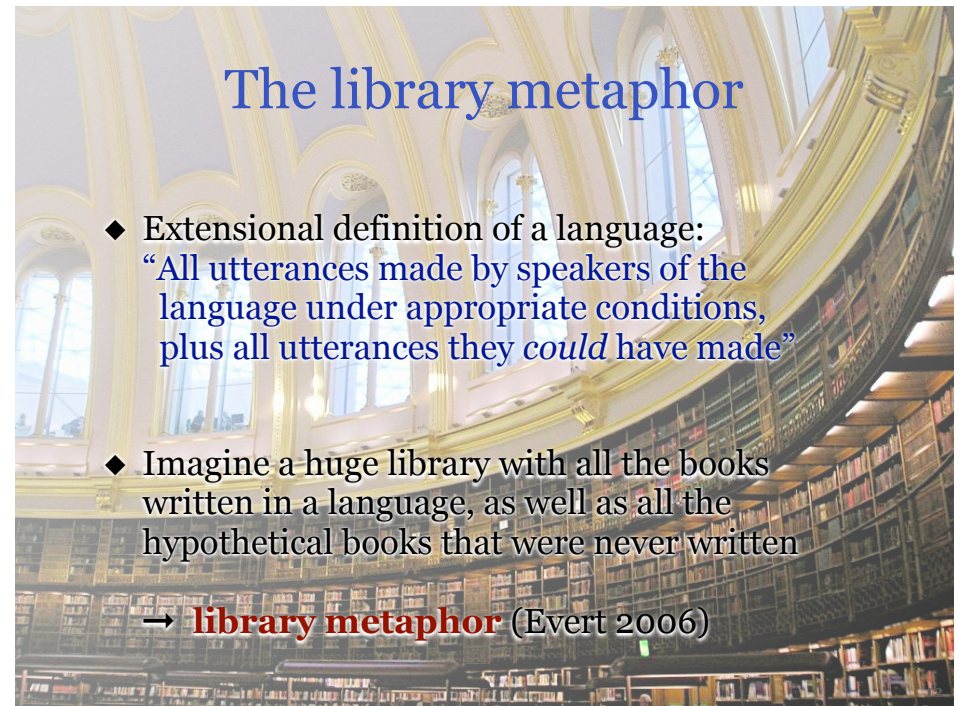 The library metaphor
◆ Extensional definition of a language:
“All utterances made by speakers of the
language under appropriate conditions,
plus all utterances they could have made”
◆ Imagine a huge library with all the books
written in a language, as well as all the
hypothetical books that were never written
➞ library metaphor (Evert 2006)